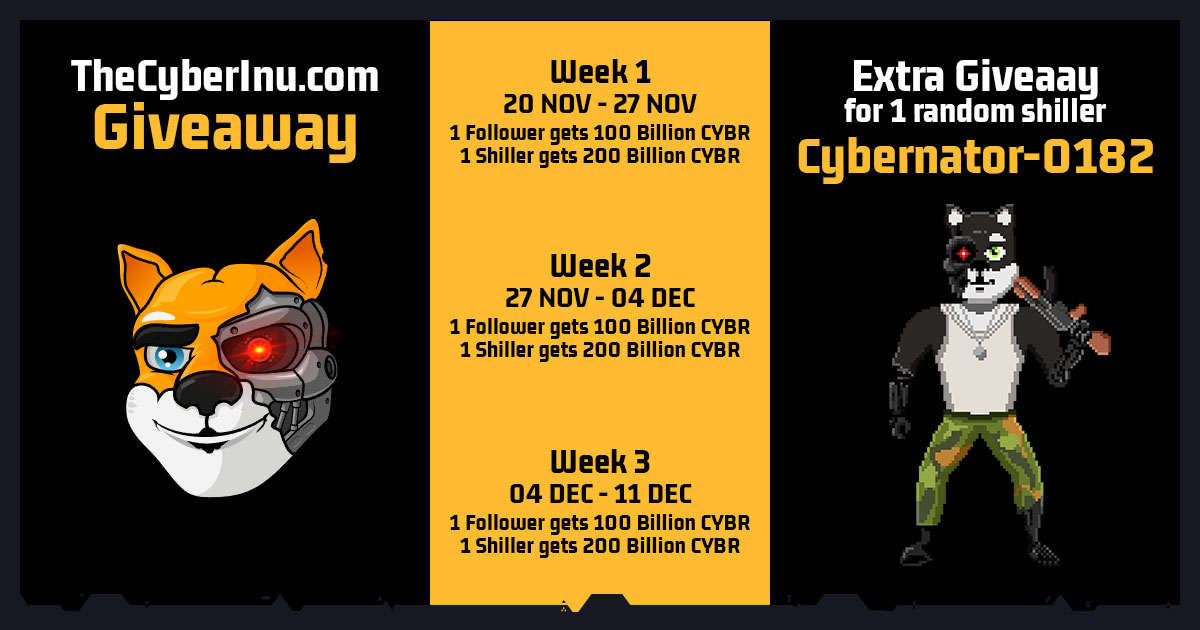 TheCyberInu.com
Giveaway
Week 1
20 NOV - 27 NOV
1 Follower gets 100 Billion CYBR
1 Shiller gets 200 Billion CYBR
Week 2
27 NOV - 04 DEC
1 Follower gets 100 Billion CYBR
1 Shiller gets 200 Billion CYBR
Week 3
04 DEC - 11 DEC
1 Follower gets 100 Billion CYBR
1 Shiller gets 200 Billion CYBR
Extra Giveaay
for 1 random shiller
Cybernator-0182